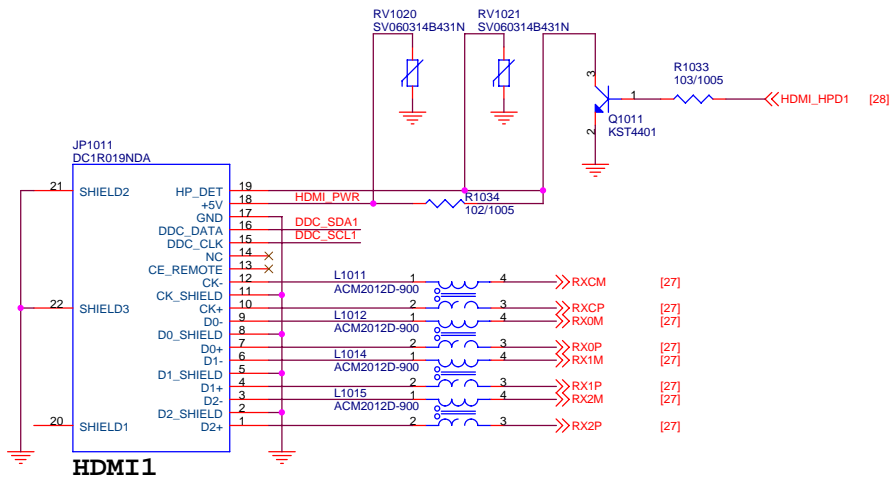 RV1020
SV060314B431N
RV1021
SV060314B431N
R1033
103/1005
3
1
2
HDMI_HPD1 [28]
Q1011
KST4401
JP1011
DC1R019NDA
21 SHIELD2
HP_DET 19
+5V 18 HDMI_PWR
R1034
102/1005
GND 17
DDC_DATA 16 DDC_SDA1
DDC_CLK 15 DDC_SCL1
NC 14
CE_REMOTE 13
CK- 12 L1011 1 4 RXCM [27]
CK_SHIELD 11 ACM2012D-900
22 SHIELD3
CK+ 10 2 3 RXCP [27]
D0- 9 L1012 1 4 RX0M [27]
D0_SHIELD 8 ACM2012D-900
D0+ 7 2 3 RX0P [27]
D1- 6 L1014 1 4 RX1M [27]
D1_SHIELD 5 ACM2012D-900
D1+ 4 2 3 RX1P [27]
D2- 3 L1015 1 4 RX2M [27]
D2_SHIELD 2 ACM2012D-900
20 SHIELD1
D2+ 1 2 3 RX2P [27]
HDMI1